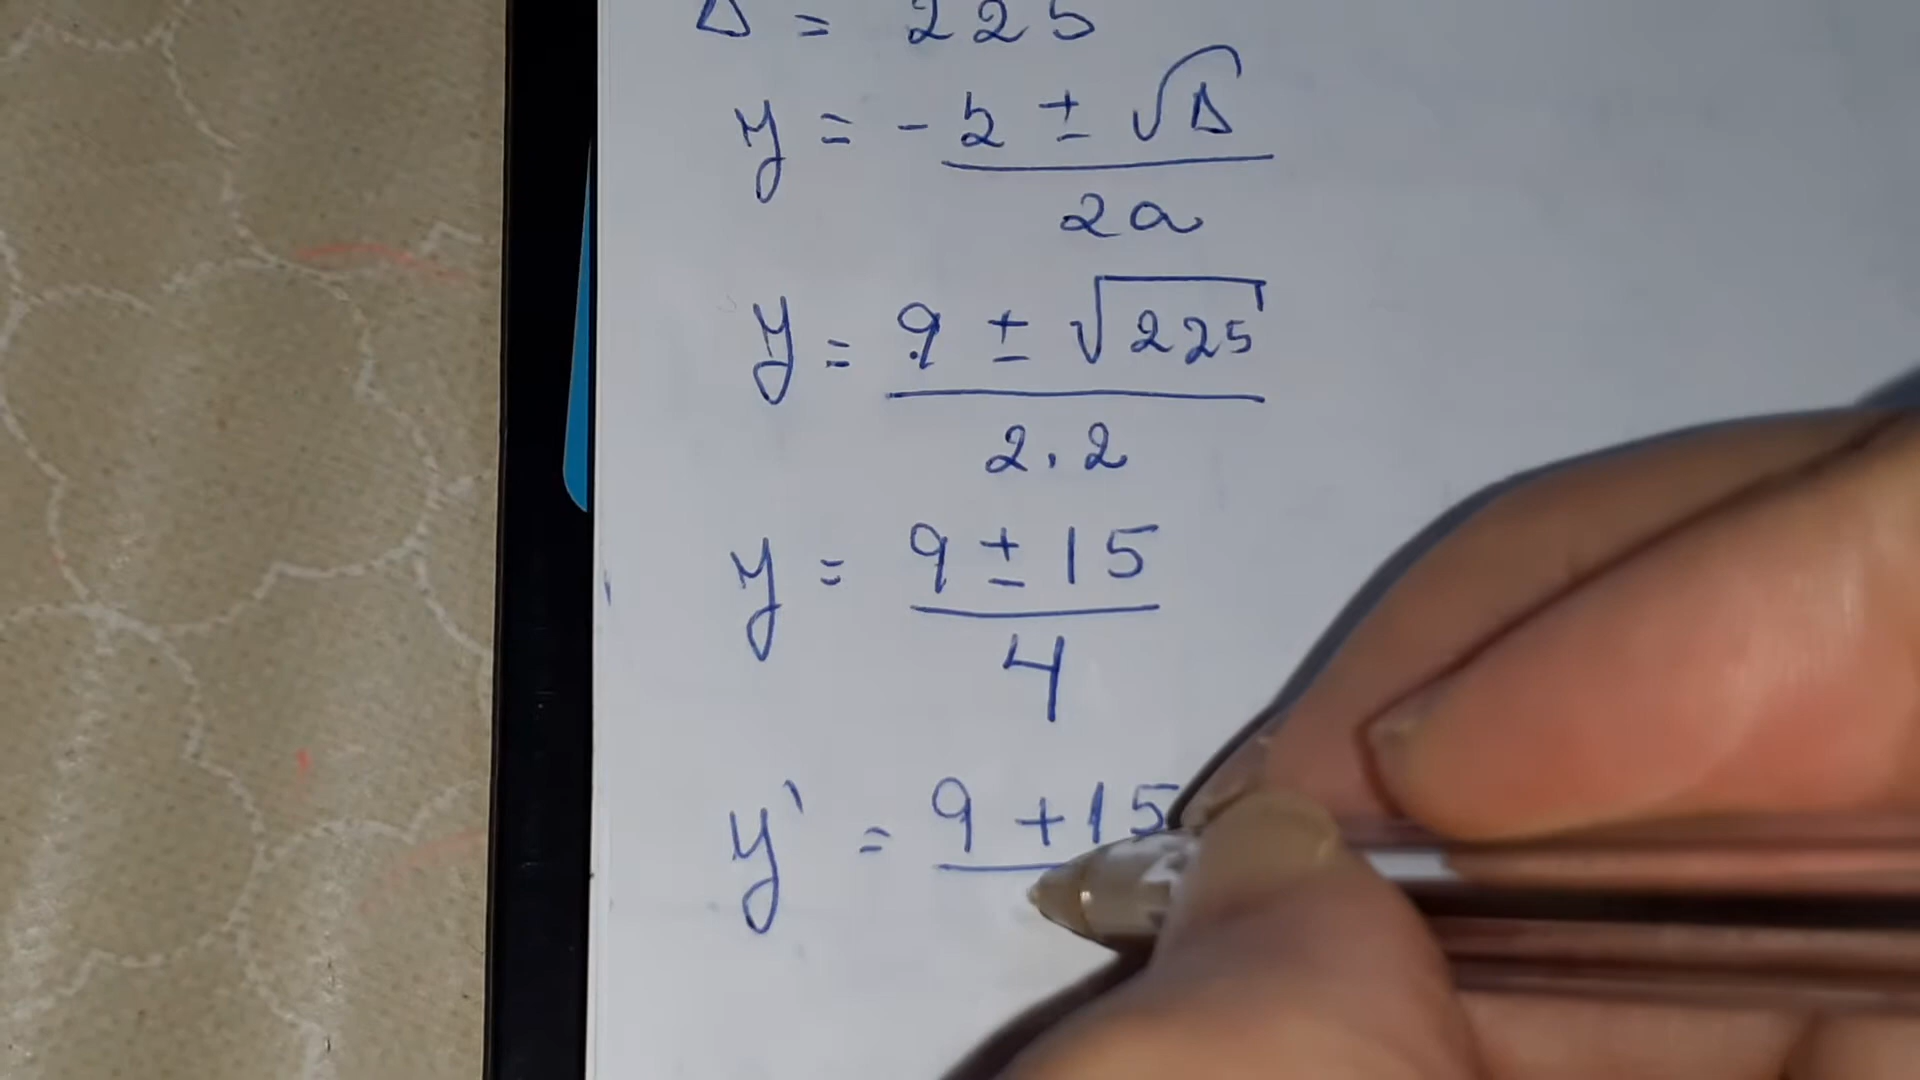 Δ = 225
y = -b ± √Δ
2a
y = 9 ± √225
2.2
y = 9 ± 15
4
y' = 9 + 15